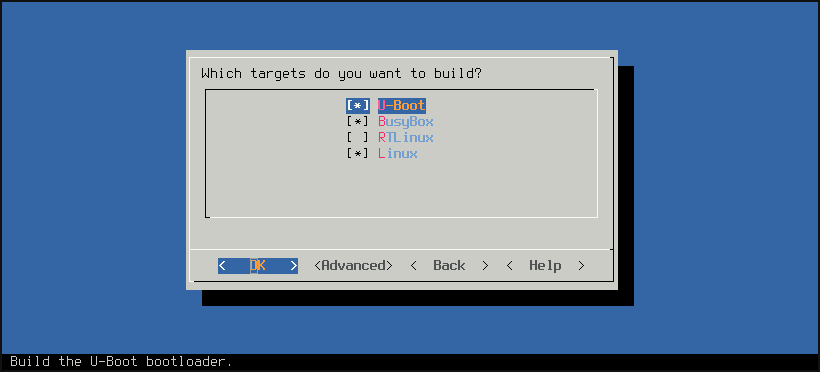 Which targets do you want to build?
[*] U-Boot
[*] BusyBox
[ ] RTLinux
[*] Linux
<   OK   > <Advanced> <  Back  > <  Help  >
Build the U-Boot bootloader.